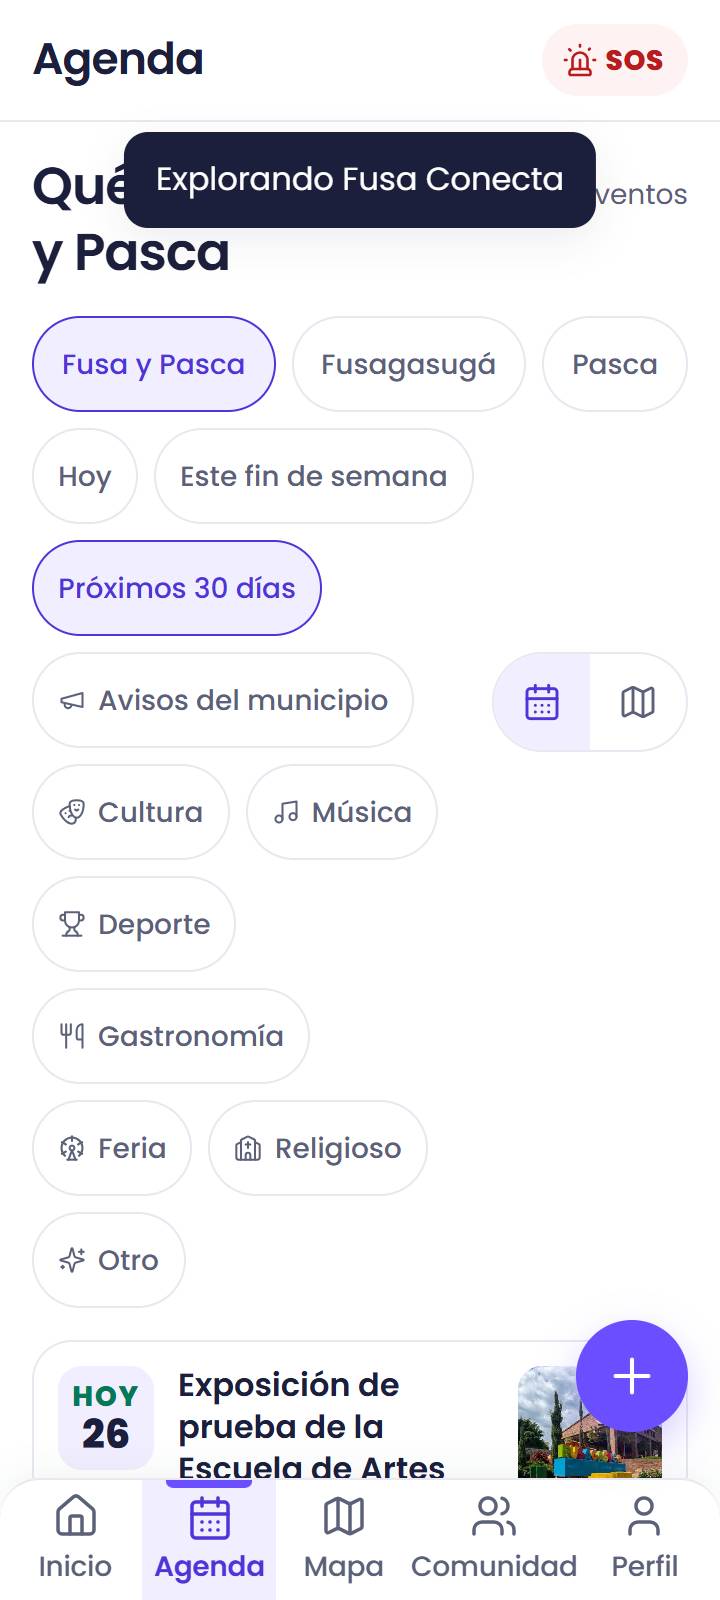 Agenda
SOS
Explorando Fusa Conecta
Qué
y Pasca
Fusa y Pasca
Fusagasugá
Pasca
Hoy
Este fin de semana
Próximos 30 días
Avisos del municipio
Cultura
Música
Deporte
Gastronomía
Feria
Religioso
Otro
HOY
26
Exposición de
prueba de la
Escuela de Artes
Inicio
Agenda
Mapa
Comunidad
Perfil